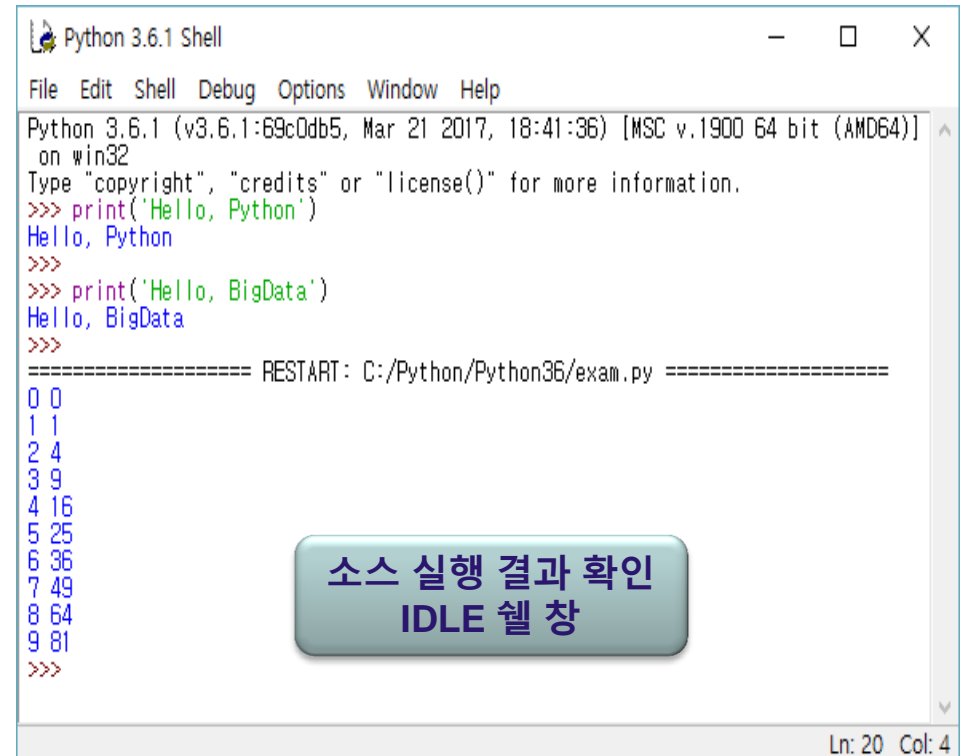 Python 3.6.1 Shell
File Edit Shell Debug Options Window Help
Python 3.6.1 (v3.6.1:69c0db5, Mar 21 2017, 18:41:36) [MSC v.1900 64 bit (AMD64)]
on win32
Type "copyright", "credits" or "license()" for more information.
>>> print('Hello, Python')
Hello, Python
>>>
>>> print('Hello, BigData')
Hello, BigData
>>>
==================== RESTART: C:/Python/Python36/exam.py ====================
0 0
1 1
2 4
3 9
4 16
5 25
6 36
7 49
8 64
9 81
>>>
소스 실행 결과 확인
IDLE 쉘 창
Ln: 20 Col: 4